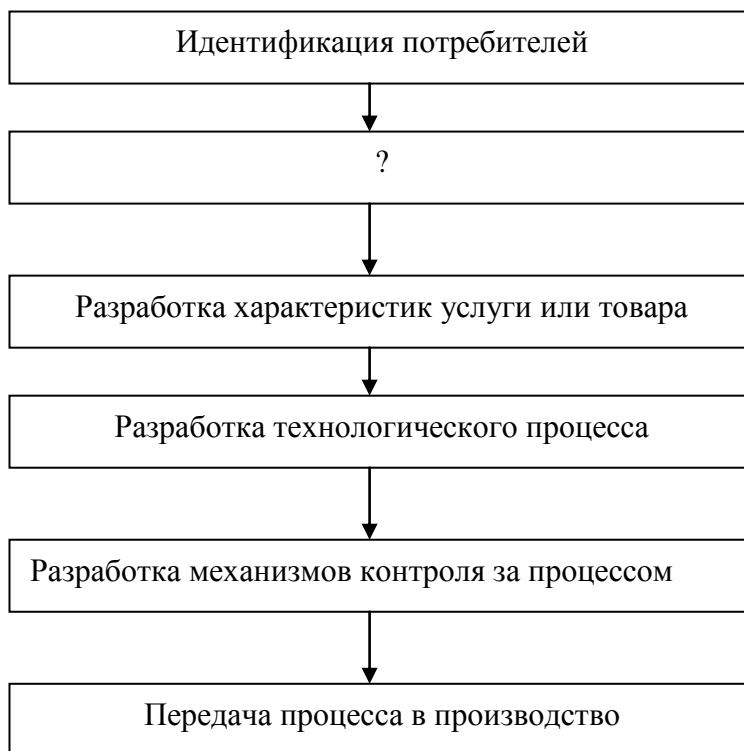 Идентификация потребителей
?
Разработка характеристик услуги или товара
Разработка технологического процесса
Разработка механизмов контроля за процессом
Передача процесса в производство